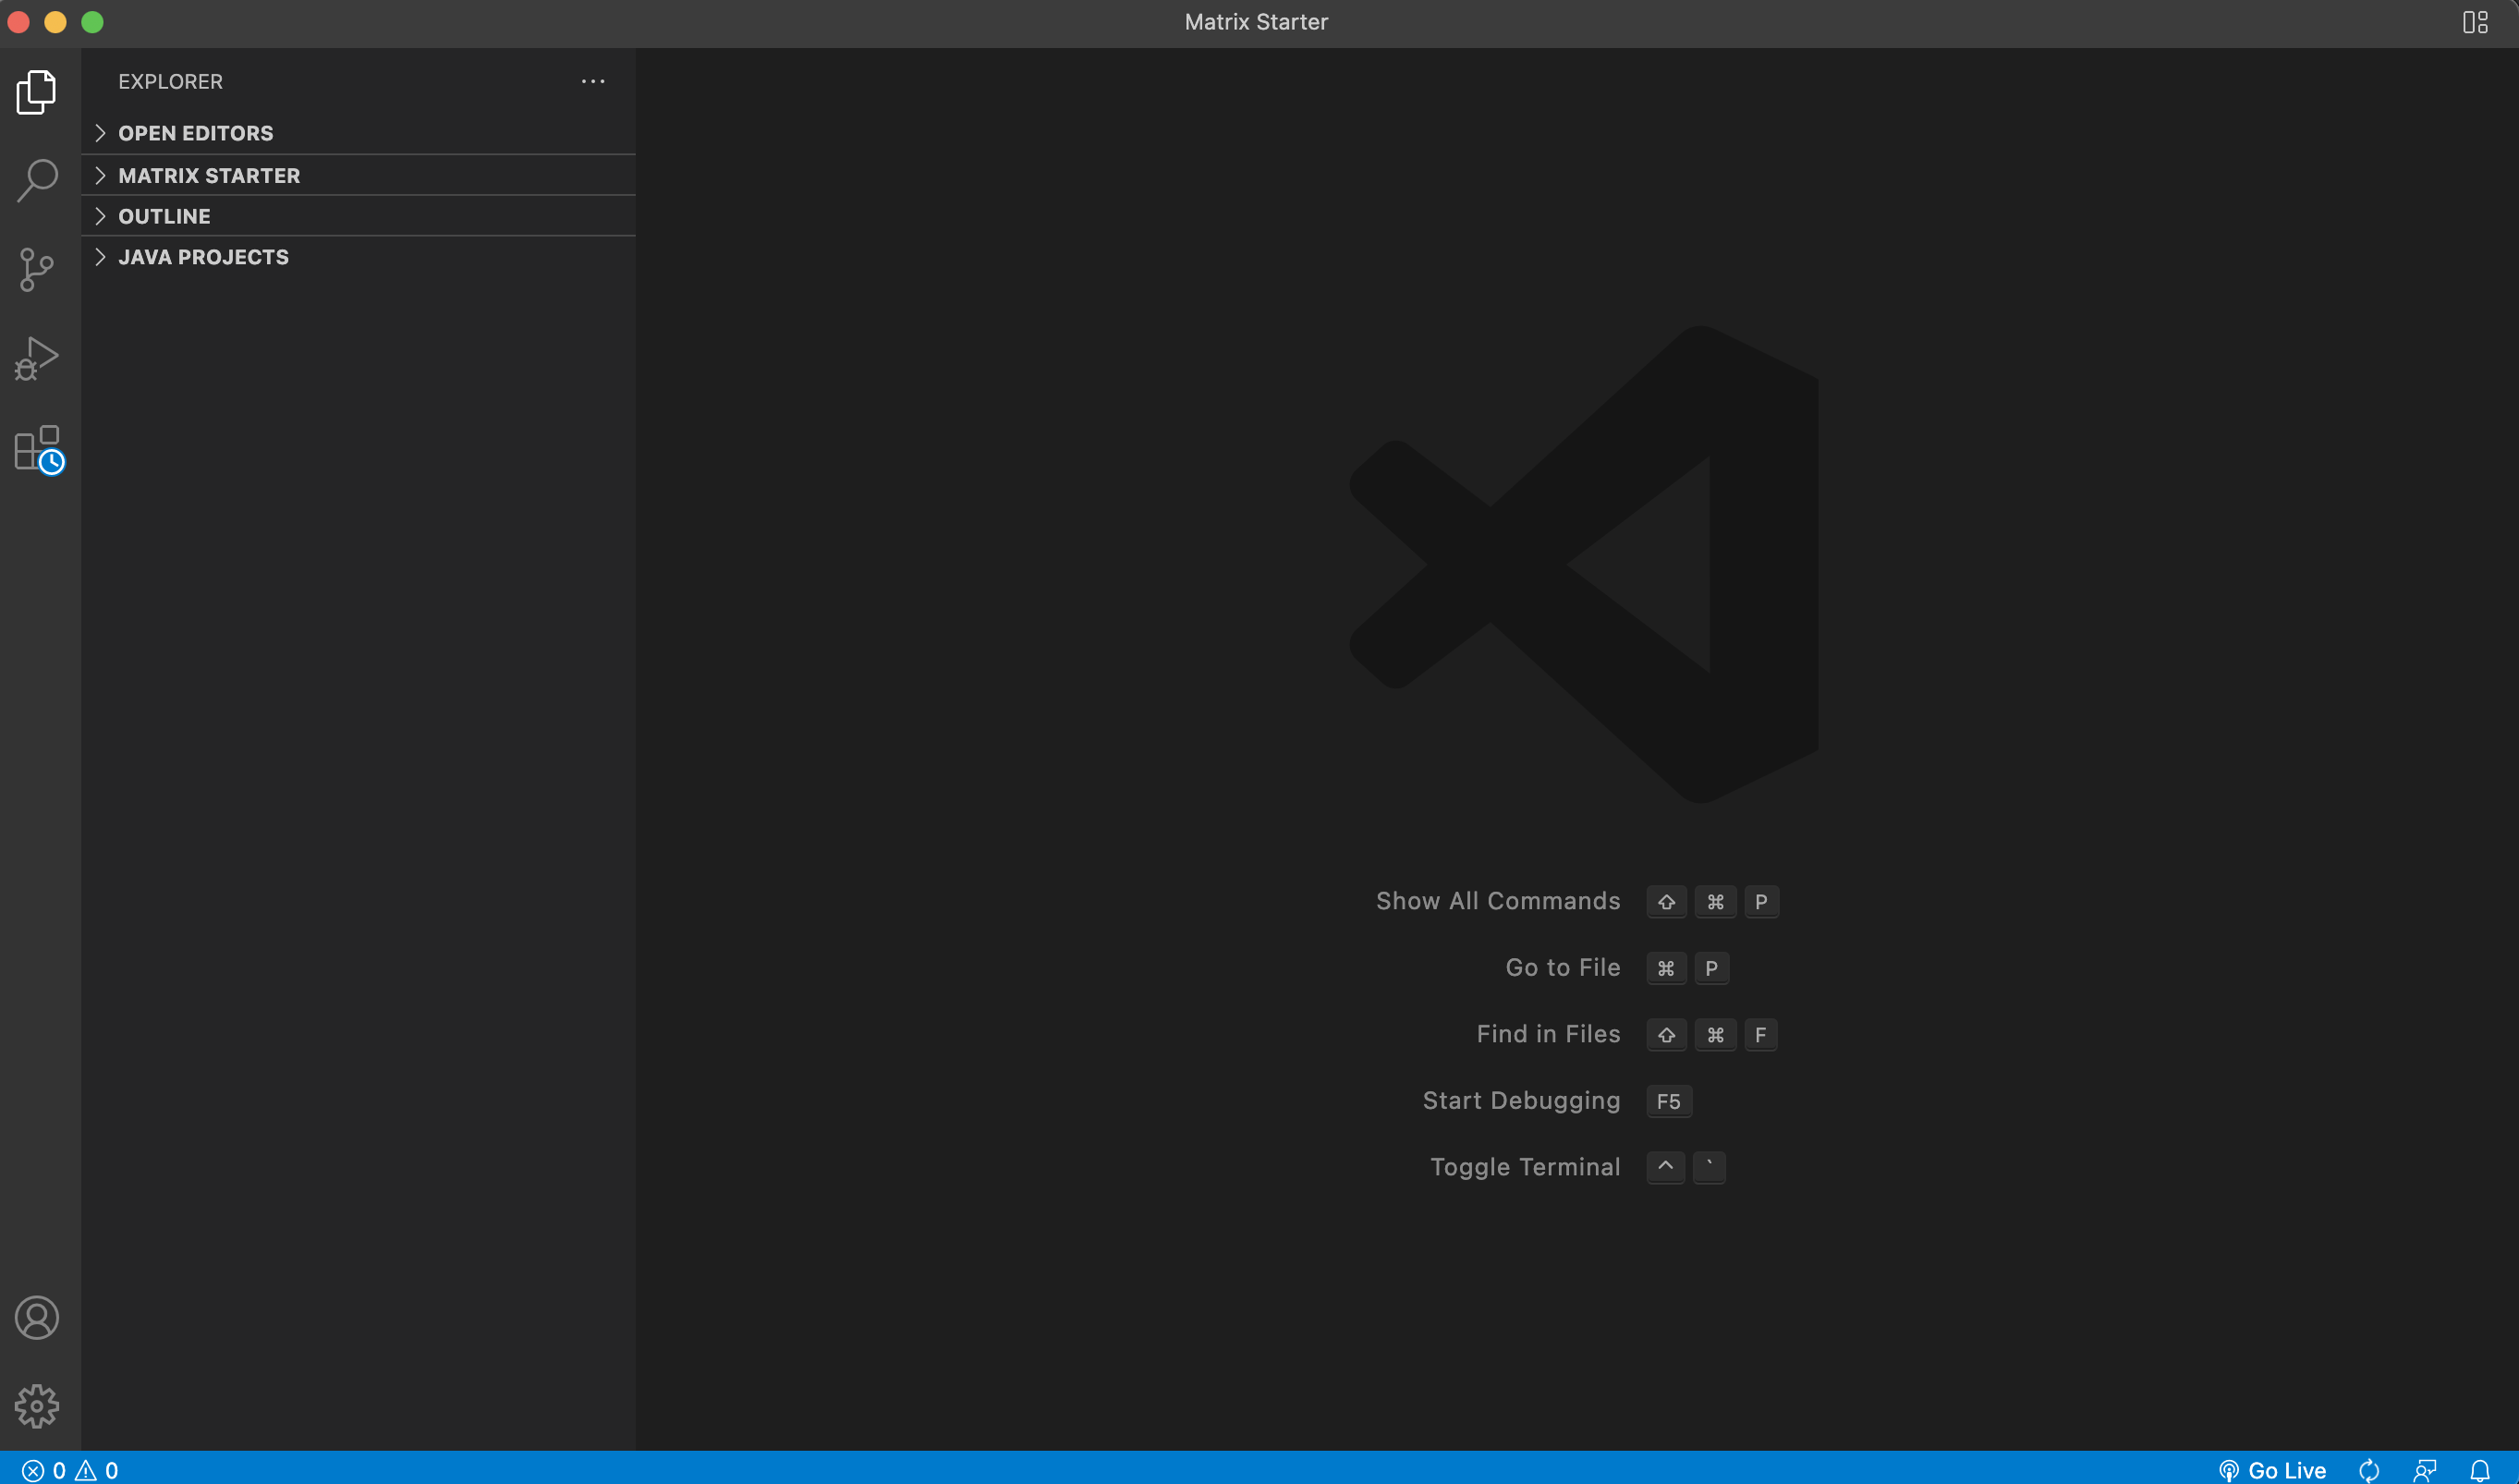 Matrix Starter
EXPLORER
OPEN EDITORS
MATRIX STARTER
OUTLINE
JAVA PROJECTS
Show All Commands ⇧ ⌘ P
Go to File ⌘ P
Find in Files ⇧ ⌘ F
Start Debugging F5
Toggle Terminal ^ `
0 0 Go Live